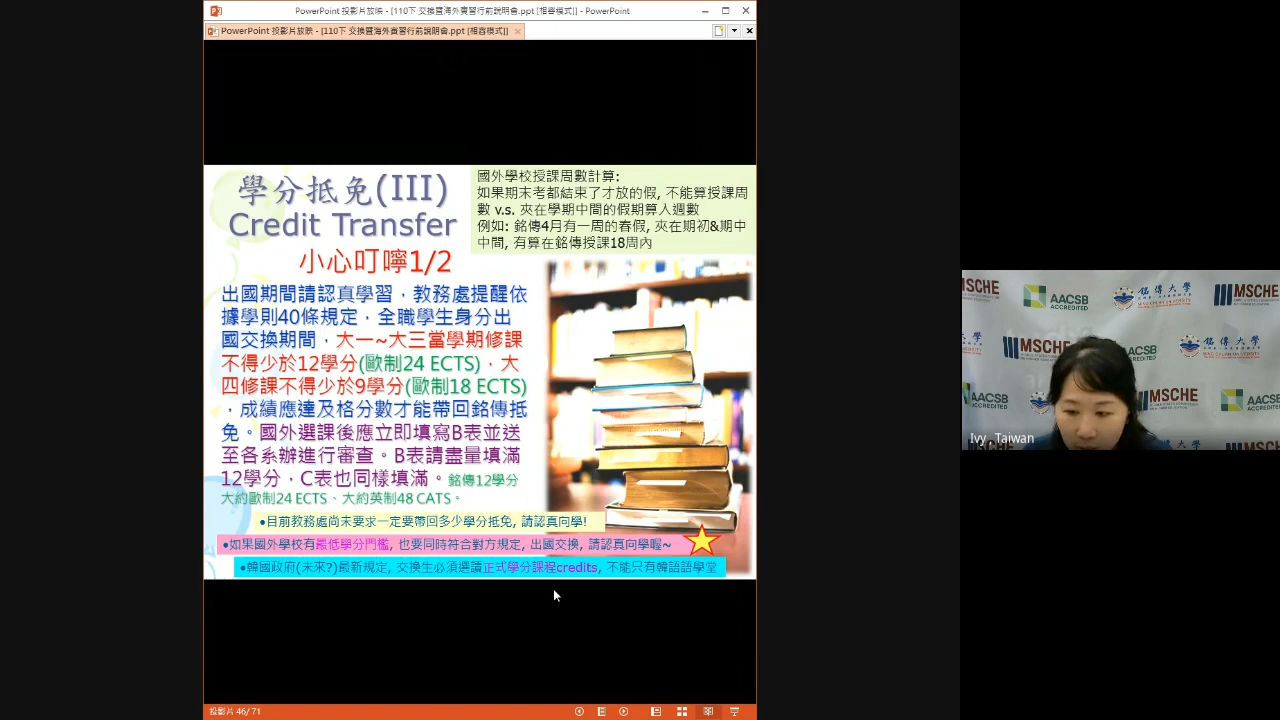 PowerPoint 投影片放映 - [110下 交換暨海外實習行前說明會.ppt [相容模式]] - PowerPoint
PowerPoint 投影片放映 - [110下 交換暨海外實習行前說明會.ppt [相容模式]]
學分抵免(III)
Credit Transfer
小心叮嚀1/2
國外學校授課周數計算:
如果期末考都結束了才放的假, 不能算授課周
數 v.s. 夾在學期中間的假期算入週數
例如: 銘傳4月有一周的春假, 夾在期初&期中
中間, 有算在銘傳授課18周內
出國期間請認真學習，教務處提醒依
據學則40條規定，全職學生身分出
國交換期間，大一~大三當學期修課
不得少於12學分(歐制24 ECTS)，大
四修課不得少於9學分(歐制18 ECTS)
，成績應達及格分數才能帶回銘傳抵
免。國外選課後應立即填寫B表並送
至各系辦進行審查。B表請盡量填滿
12學分，C表也同樣填滿。銘傳12學分
大約歐制24 ECTS、大約英制48 CATS。
●目前教務處尚未要求一定要帶回多少學分抵免, 請認真向學!
●如果國外學校有最低學分門檻, 也要同時符合對方規定, 出國交換, 請認真向學喔~
●韓國政府(未來?)最新規定, 交換生必須選讀正式學分課程credits, 不能只有韓語語學堂
投影片 46/ 71
MSCHE
AACSB
ACCREDITED
銘傳大學
MSCHE
MSCHE
AACSB
ACCREDITED
銘傳大學
AACSB
ACCREDITED
MSCHE
AACSB
ACCREDITED
Ivy , Taiwan
MSCHE